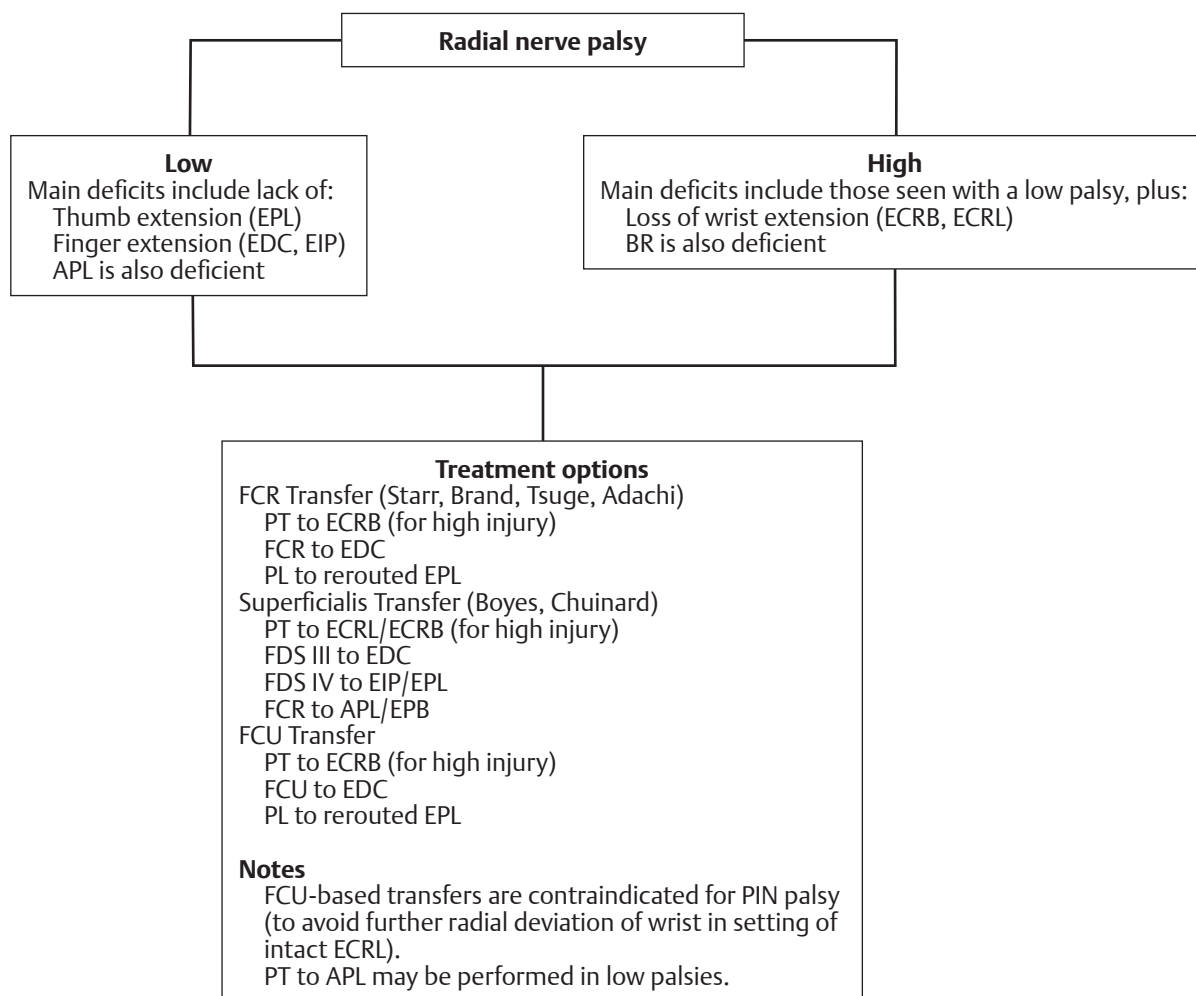 Radial nerve palsy
Low
Main deficits include lack of:
Thumb extension (EPL)
Finger extension (EDC, EIP)
APL is also deficient
High
Main deficits include those seen with a low palsy, plus:
Loss of wrist extension (ECRB, ECRL)
BR is also deficient
Treatment options
FCR Transfer (Starr, Brand, Tsuge, Adachi)
PT to ECRB (for high injury)
FCR to EDC
PL to rerouted EPL
Superficialis Transfer (Boyes, Chuinard)
PT to ECRL/ECRB (for high injury)
FDS III to EDC
FDS IV to EIP/EPL
FCR to APL/EPB
FCU Transfer
PT to ECRB (for high injury)
FCU to EDC
PL to rerouted EPL
Notes
FCU-based transfers are contraindicated for PIN palsy
(to avoid further radial deviation of wrist in setting of
intact ECRL).
PT to APL may be performed in low palsies.